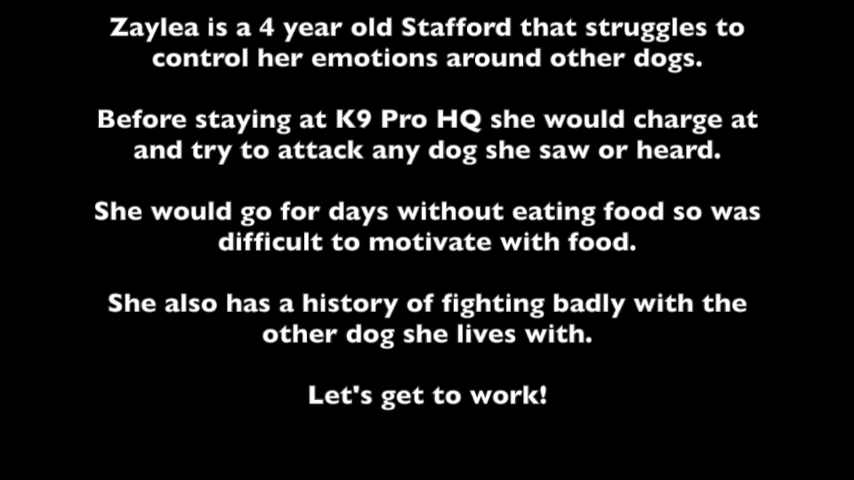 Zaylea is a 4 year old Stafford that struggles to
control her emotions around other dogs.
Before staying at K9 Pro HQ she would charge at
and try to attack any dog she saw or heard.
She would go for days without eating food so was
difficult to motivate with food.
She also has a history of fighting badly with the
other dog she lives with.
Let's get to work!